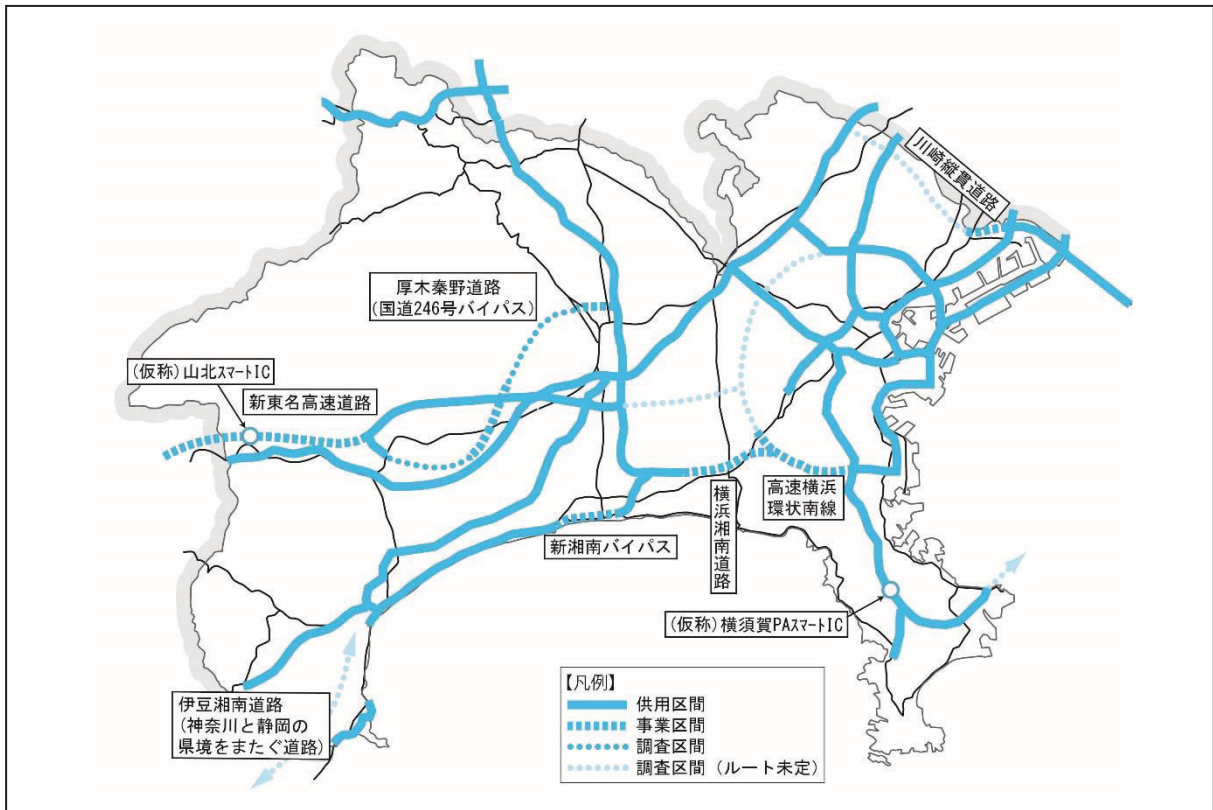 川崎縦貫道路
厚木秦野道路
(国道246号バイパス)
(仮称)山北スマートIC
新東名高速道路
新湘南バイパス
横浜湘南道路
高速横浜
環状南線
(仮称)横須賀PAスマートIC
伊豆湘南道路
(神奈川と静岡の
県境をまたぐ道路)
【凡例】
供用区間
事業区間
調査区間
調査区間(ルート未定)